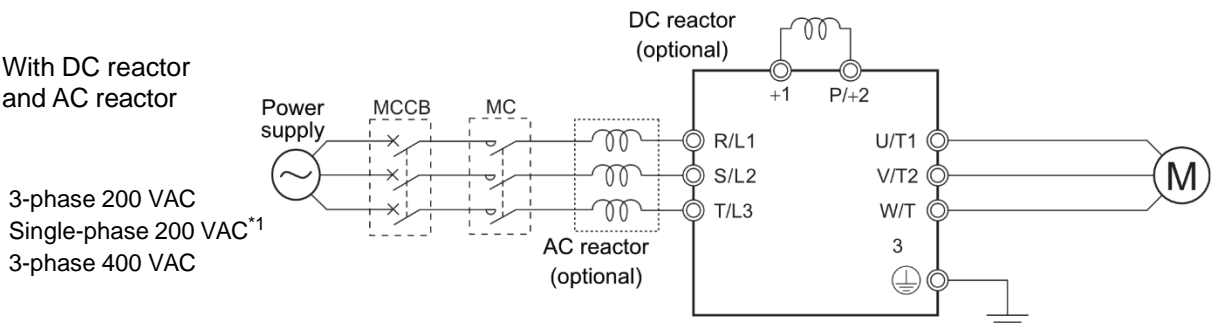 DC reactor
(optional)
With DC reactor
and AC reactor
Power
supply
MCCB
MC
+1
P/+2
R/L1
U/T1
S/L2
V/T2
M
T/L3
W/T
3
3-phase 200 VAC
Single-phase 200 VAC*1
3-phase 400 VAC
AC reactor
(optional)